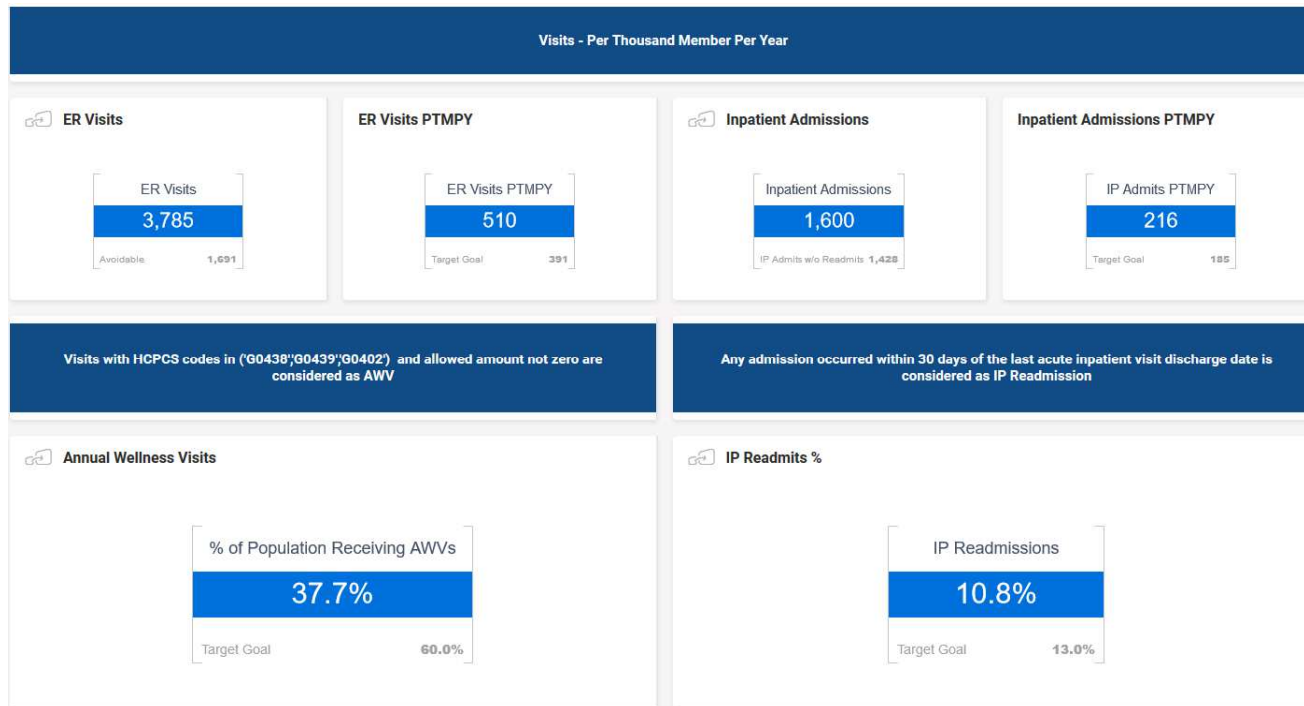 Visits - Per Thousand Member Per Year
ER Visits
ER Visits
3,785
Avoidable 1,691
ER Visits PTMPY
ER Visits PTMPY
510
Target Goal 391
Inpatient Admissions
Inpatient Admissions
1,600
IP Admits w/o Readmits 1,428
Inpatient Admissions PTMPY
IP Admits PTMPY
216
Target Goal 185
Visits with HCPCS codes in ('G0438','G0439','G0402') and allowed amount not zero are
considered as AWV
Any admission occurred within 30 days of the last acute inpatient visit discharge date is
considered as IP Readmission
Annual Wellness Visits
% of Population Receiving AWVs
37.7%
Target Goal 60.0%
IP Readmits %
IP Readmissions
10.8%
Target Goal 13.0%